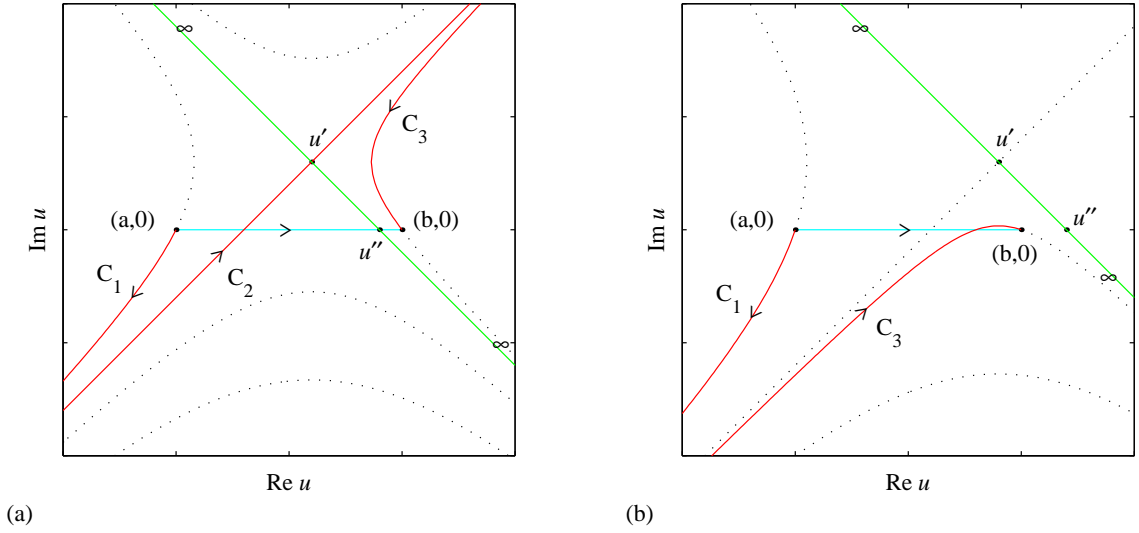 ∞
∞
C3
u′
u′
(a,0)
(b,0)
(a,0)
u″
u″
(b,0)
∞
C1
C2
C1
C3
∞
Im u
Im u
Re u
Re u
(a)
(b)